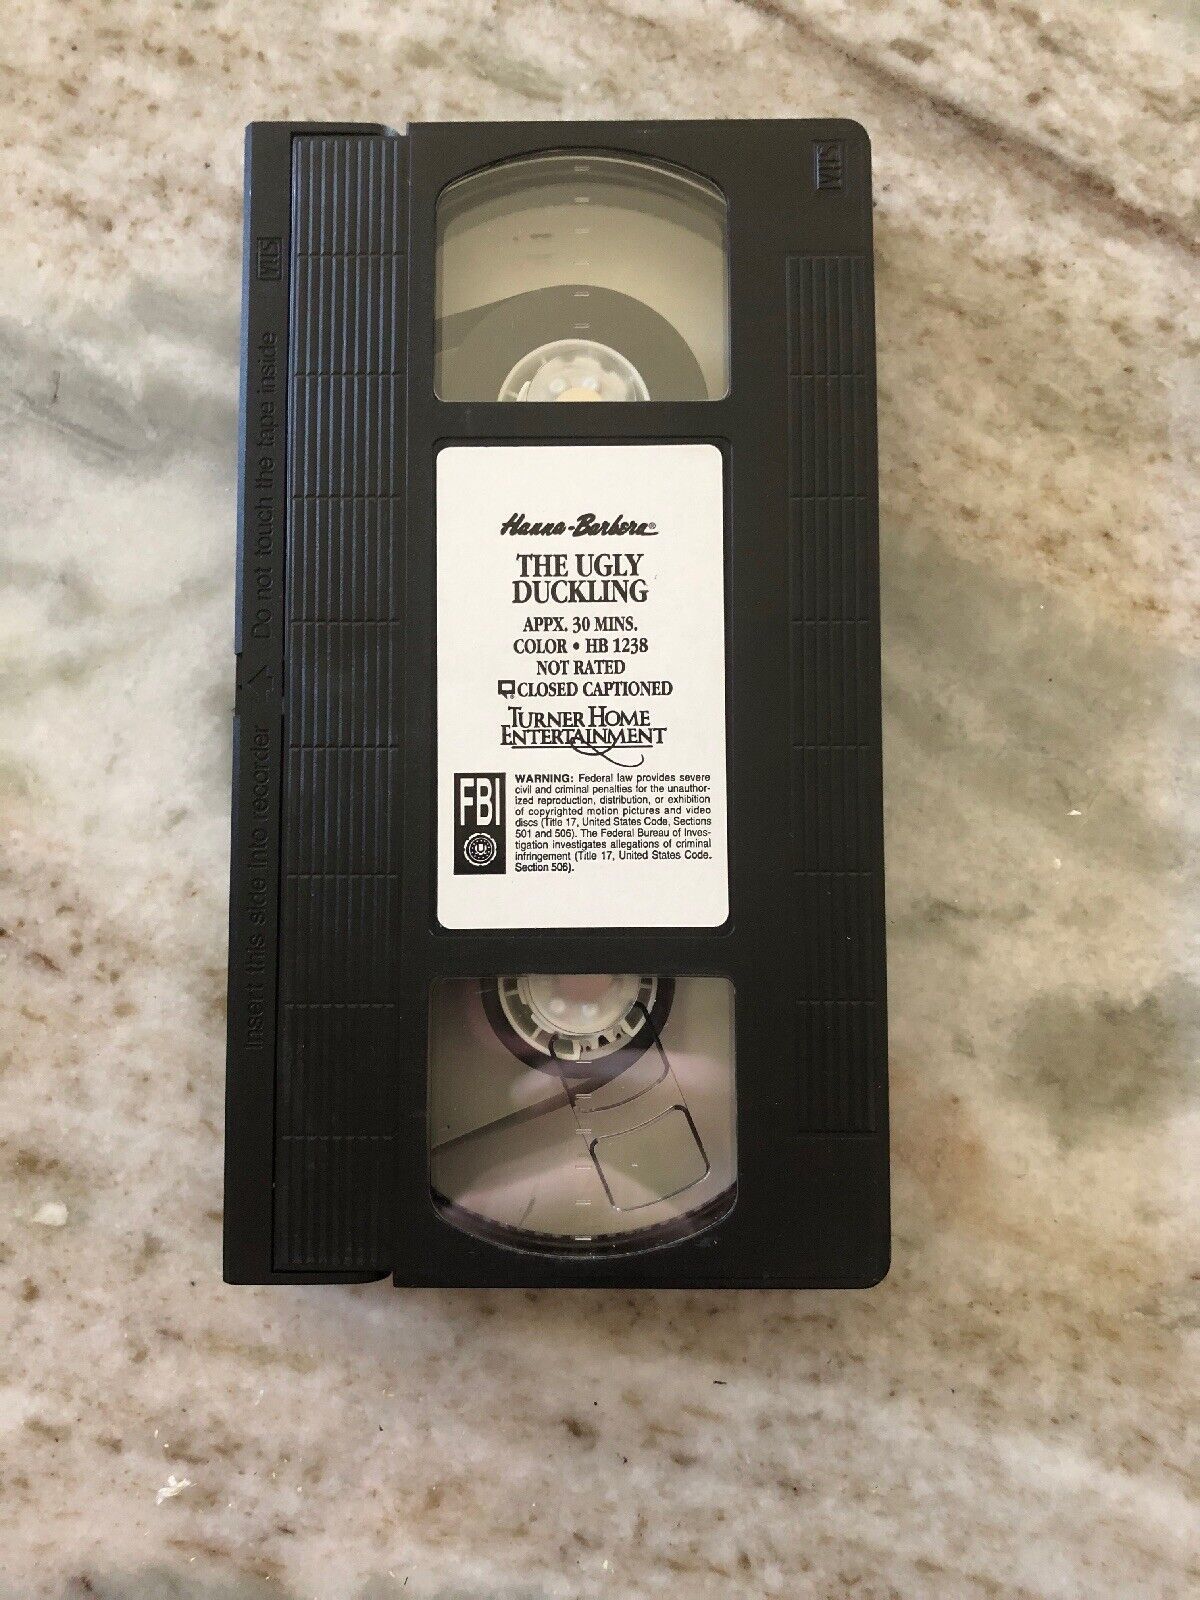 VHS
VHS
Do not touch the tape inside
Insert this side into recorder
Hanna-Barbera®
THE UGLY
DUCKLING
APPX. 30 MINS.
COLOR • HB 1238
NOT RATED
CLOSED CAPTIONED
TURNER HOME
ENTERTAINMENT
FBI
WARNING: Federal law provides severe
civil and criminal penalties for the unauthor-
ized reproduction, distribution, or exhibition
of copyrighted motion pictures and video
discs (Title 17, United States Code, Sections
501 and 506). The Federal Bureau of Inves-
tigation investigates allegations of criminal
infringement (Title 17, United States Code.
Section 506).